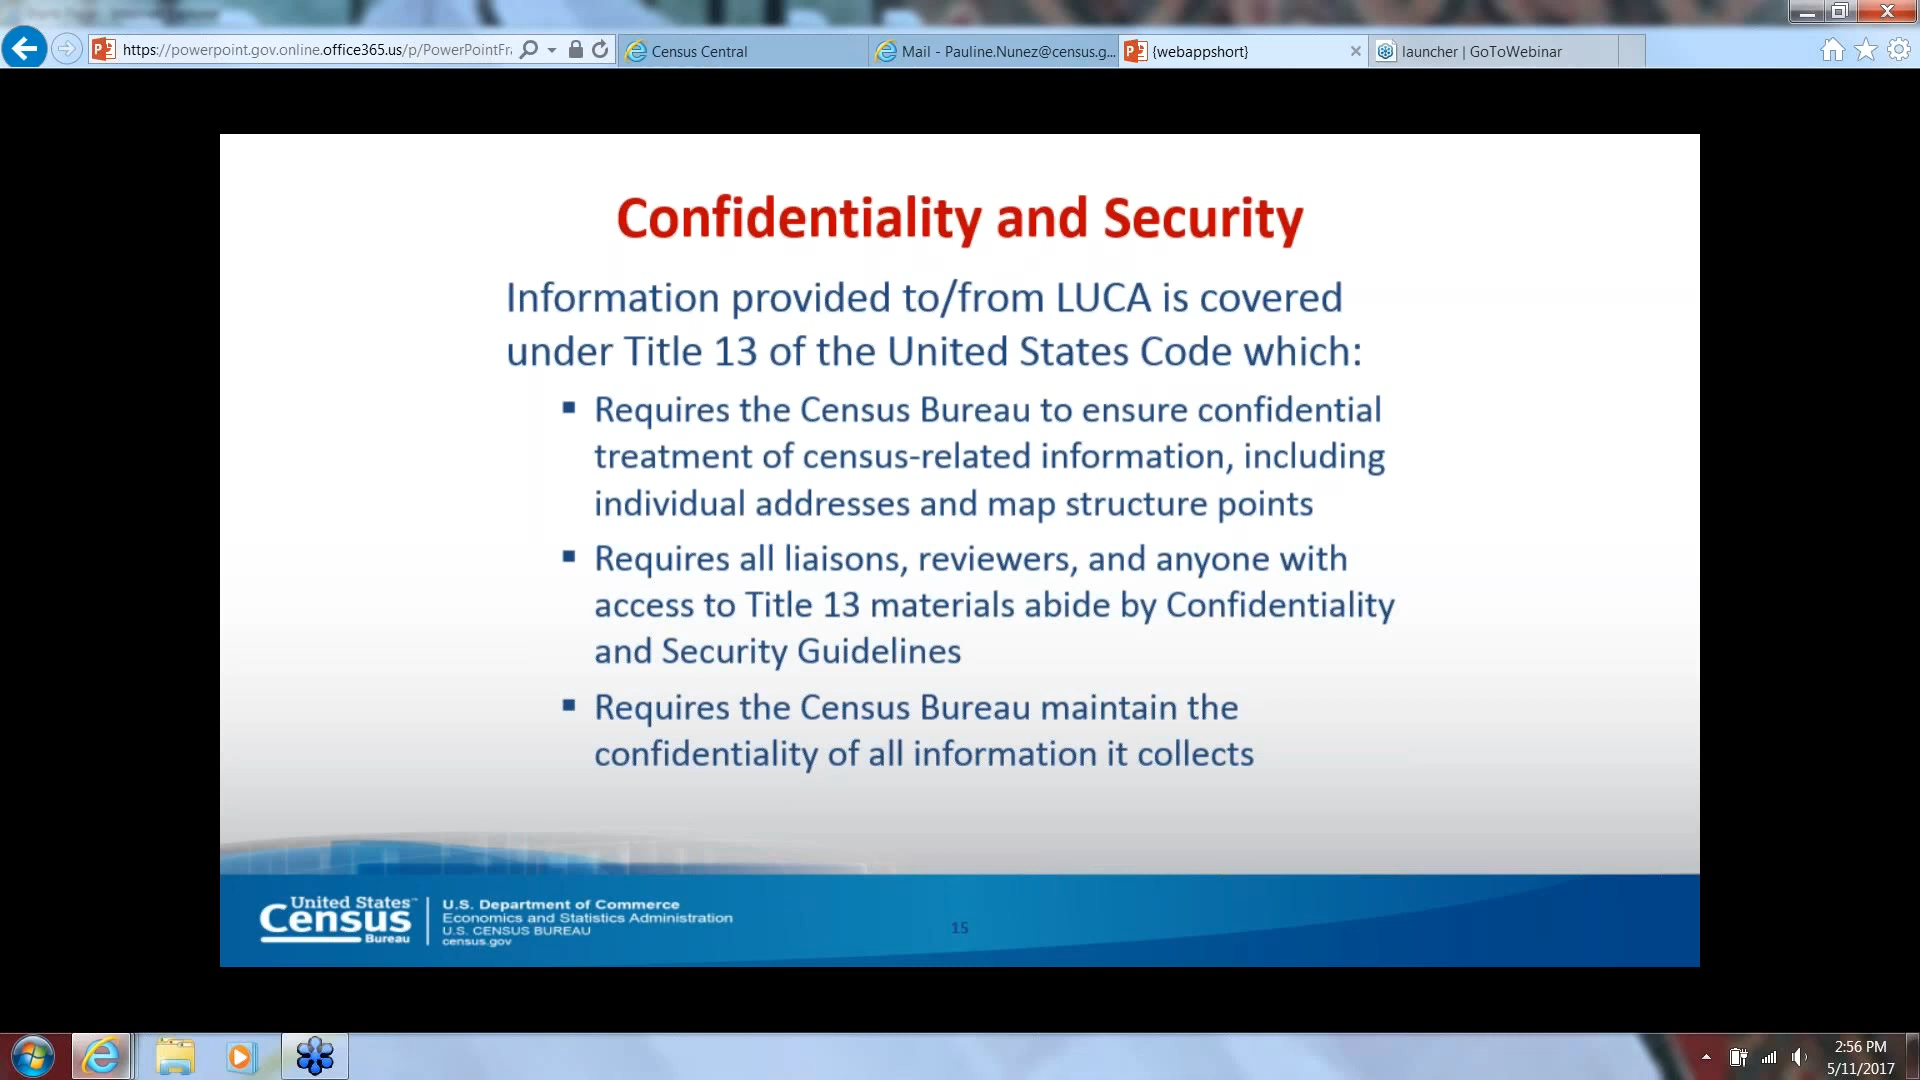 https://powerpoint.gov.online.office365.us/p/PowerPointFra
Census Central
Mail - Pauline.Nunez@census.g...
{webappshort}
launcher | GoToWebinar
Confidentiality and Security
Information provided to/from LUCA is covered
under Title 13 of the United States Code which:
Requires the Census Bureau to ensure confidential
treatment of census-related information, including
individual addresses and map structure points
Requires all liaisons, reviewers, and anyone with
access to Title 13 materials abide by Confidentiality
and Security Guidelines
Requires the Census Bureau maintain the
confidentiality of all information it collects
United States
Census
Bureau
U.S. Department of Commerce
Economics and Statistics Administration
U.S. CENSUS BUREAU
census.gov
15
2:56 PM
5/11/2017